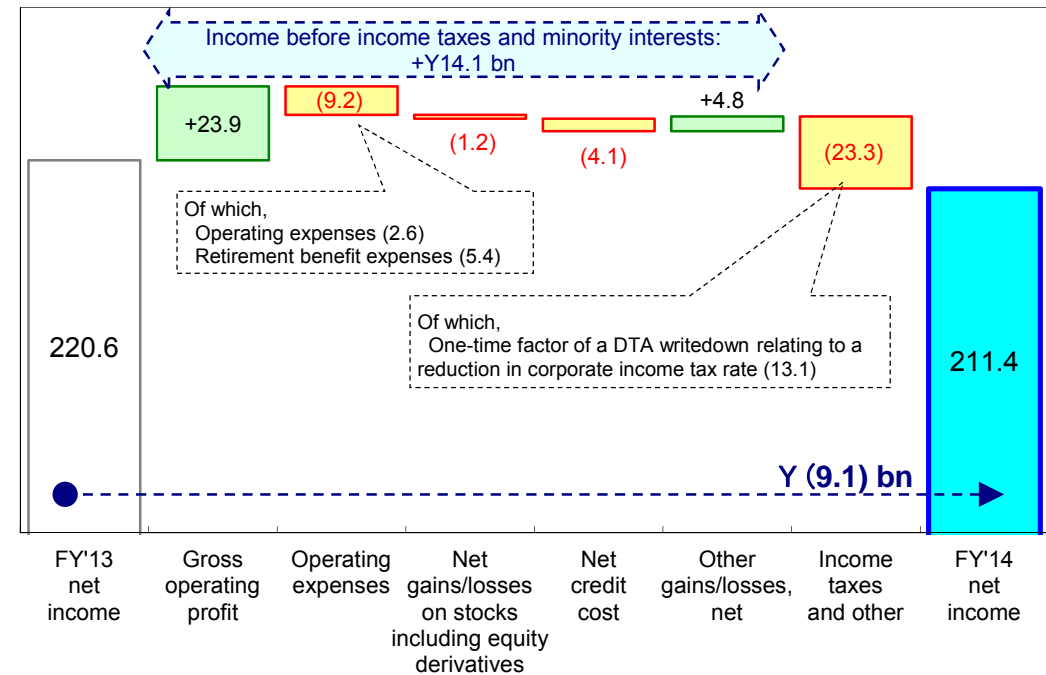 Income before income taxes and minority interests:
+Y14.1 bn
+23.9
(9.2)
(1.2)
(4.1)
+4.8
(23.3)
Of which,
Operating expenses (2.6)
Retirement benefit expenses (5.4)
Of which,
One-time factor of a DTA writedown relating to a
reduction in corporate income tax rate (13.1)
220.6
211.4
Y (9.1) bn
FY'13
net
income
Gross
operating
profit
Operating
expenses
Net
gains/losses
on stocks
including equity
derivatives
Net
credit
cost
Other
gains/losses,
net
Income
taxes
and other
FY'14
net
income